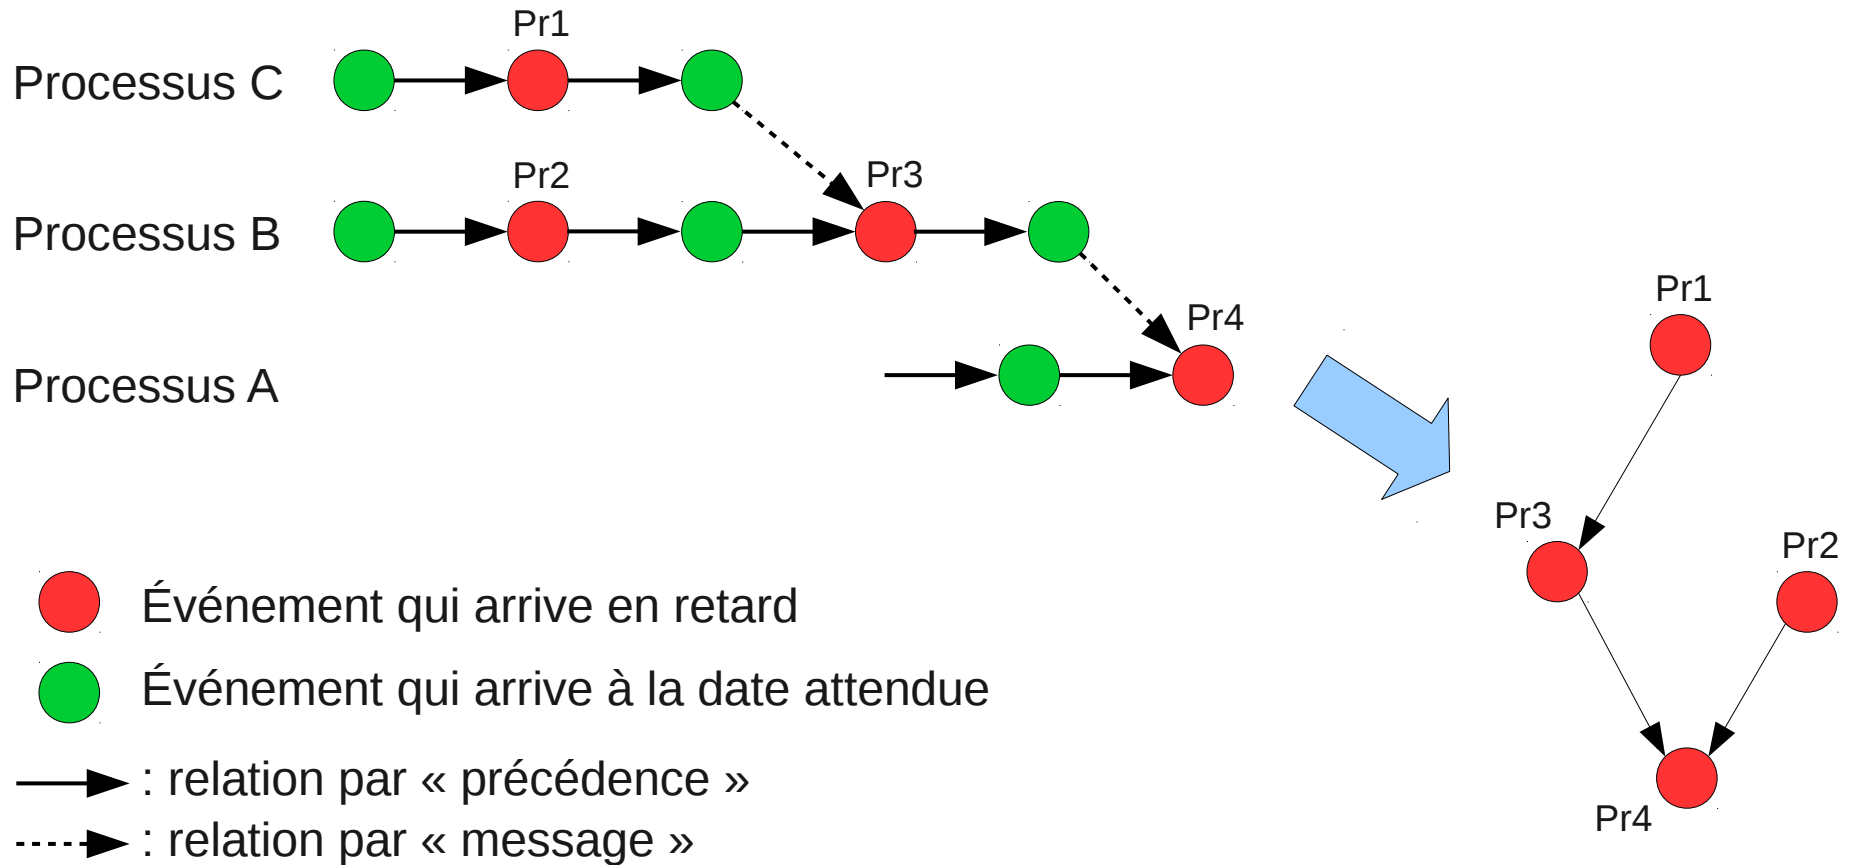 Pr1
Processus C
Pr2
Pr3
Processus B
Pr4
Processus A
Pr1
Pr3
Pr2
Événement qui arrive en retard
Événement qui arrive à la date attendue
: relation par « précédence »
Pr4
: relation par « message »